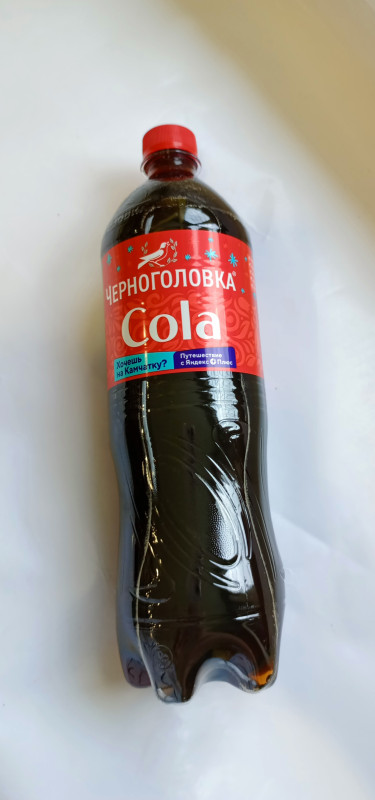 ЧЕРНОГОЛОВКА®
Cola
Хочешь
на Камчатку?
Путешествие
с Яндекс Плюс